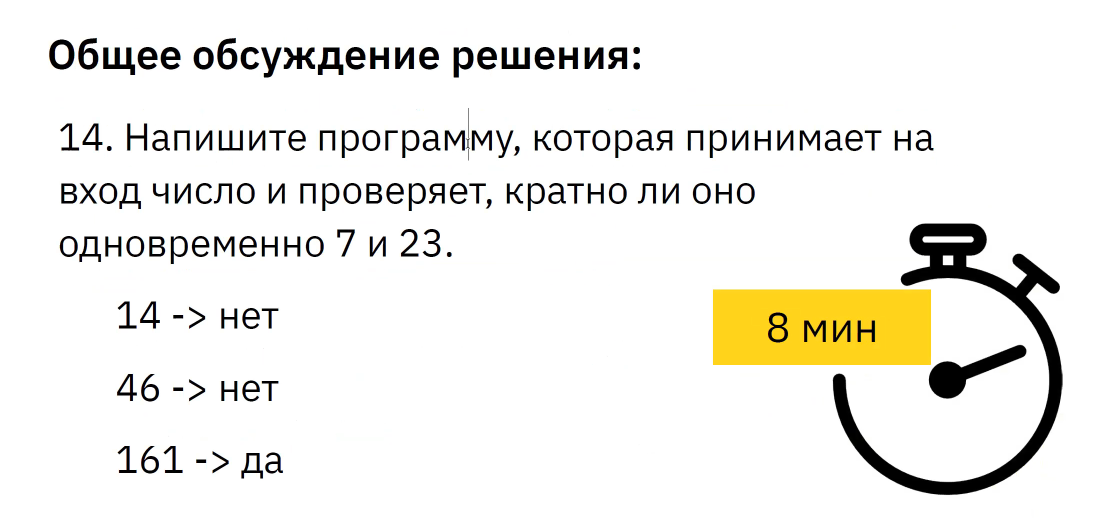 Общее обсуждение решения:
14. Напишите программу, которая принимает на
вход число и проверяет, кратно ли оно
одновременно 7 и 23.
14 -> нет
46 -> нет
161 -> да
8 мин